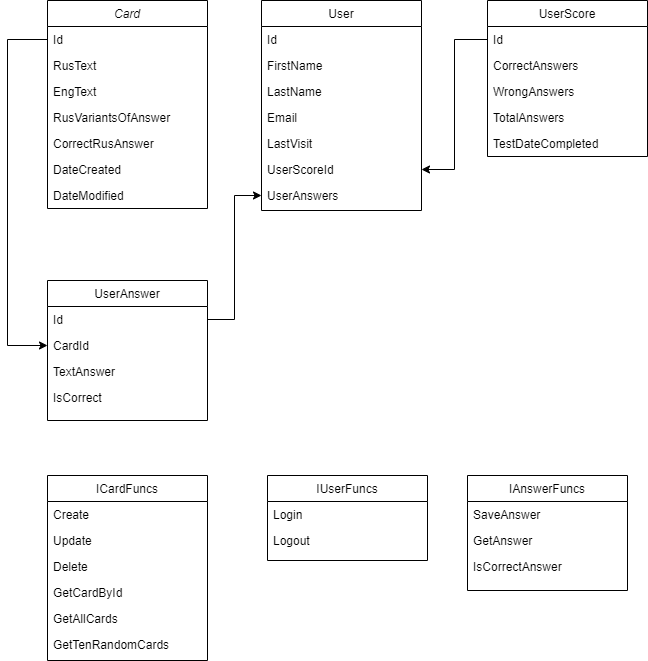 Card
Id
RusText
EngText
RusVariantsOfAnswer
CorrectRusAnswer
DateCreated
DateModified
User
Id
FirstName
LastName
Email
LastVisit
UserScoreId
UserAnswers
UserScore
Id
CorrectAnswers
WrongAnswers
TotalAnswers
TestDateCompleted
UserAnswer
Id
CardId
TextAnswer
IsCorrect
ICardFuncs
Create
Update
Delete
GetCardById
GetAllCards
GetTenRandomCards
IUserFuncs
Login
Logout
IAnswerFuncs
SaveAnswer
GetAnswer
IsCorrectAnswer